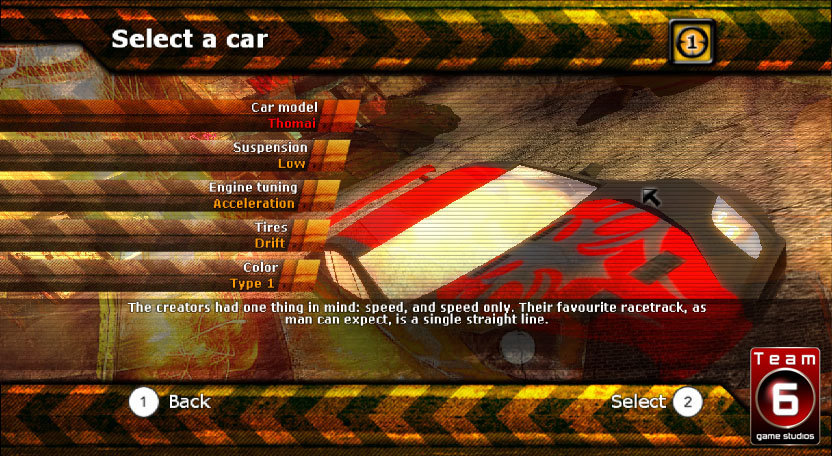 Select a car
1
Car model
Thomai
Suspension
Low
Engine tuning
Acceleration
Tires
Drift
Color
Type 1
The creators had one thing in mind: speed, and speed only. Their favourite racetrack, as
man can expect, is a single straight line.
1 Back
Select 2
Team
6
game studios